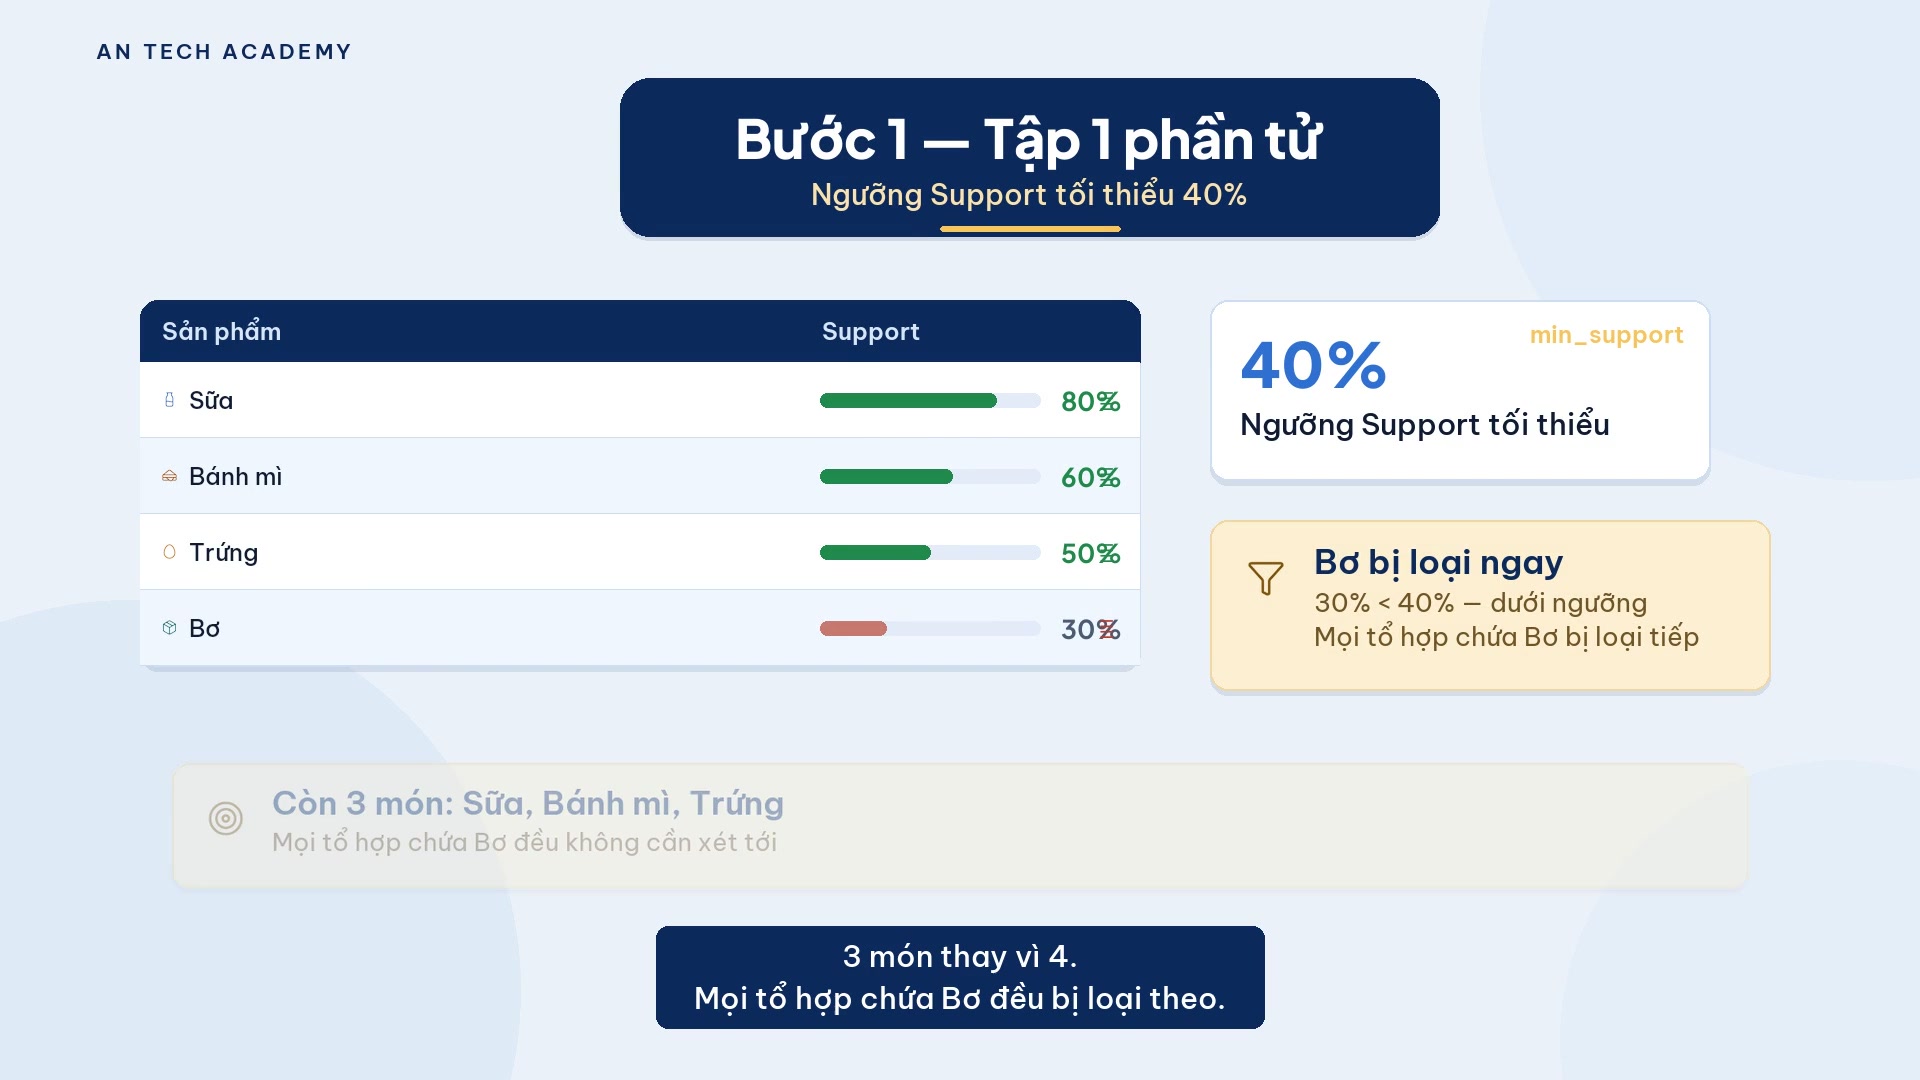 AN TECH ACADEMY
Bước 1 — Tập 1 phần tử
Ngưỡng Support tối thiểu 40%
Sản phẩm Support
Sữa 80%
Bánh mì 60%
Trứng 50%
Bơ 30%
min_support
40%
Ngưỡng Support tối thiểu
Bơ bị loại ngay
30% < 40% — dưới ngưỡng
Mọi tổ hợp chứa Bơ bị loại tiếp
Còn 3 món: Sữa, Bánh mì, Trứng
Mọi tổ hợp chứa Bơ đều không cần xét tới
3 món thay vì 4.
Mọi tổ hợp chứa Bơ đều bị loại theo.